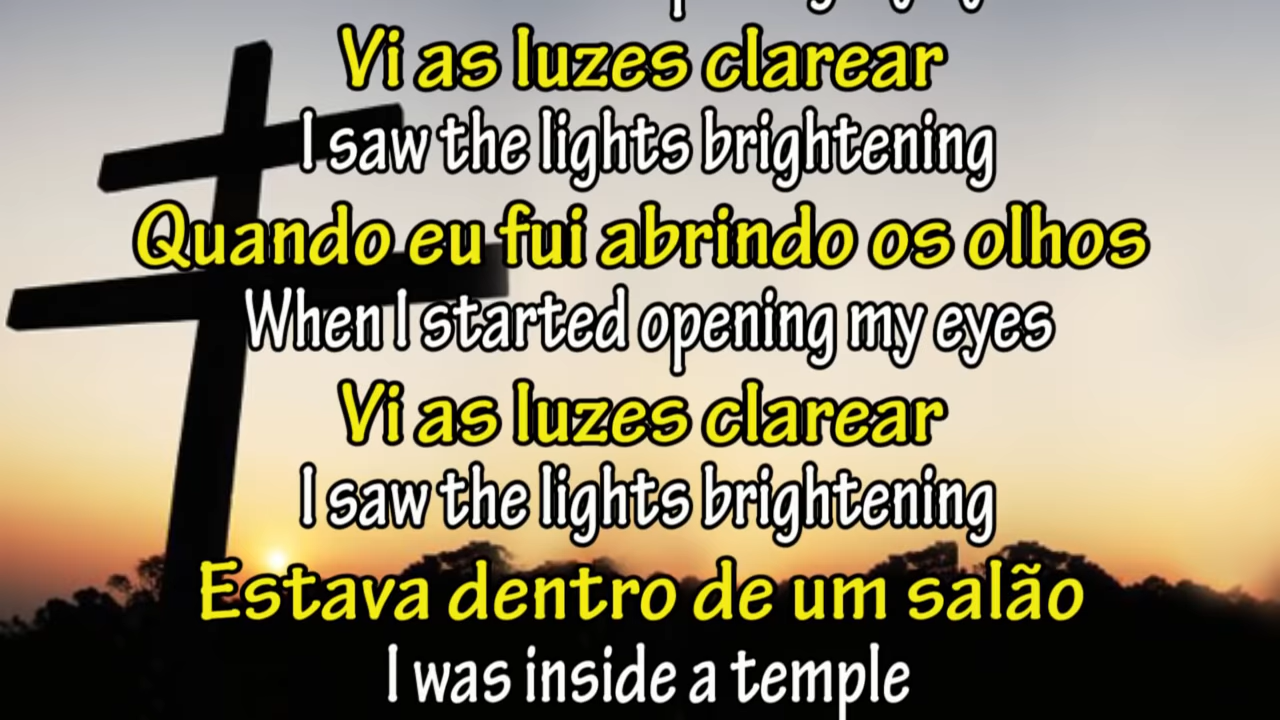 Vi as luzes clarear
I saw the lights brightening
Quando eu fui abrindo os olhos
When I started opening my eyes
Vi as luzes clarear
I saw the lights brightening
Estava dentro de um salão
I was inside a temple